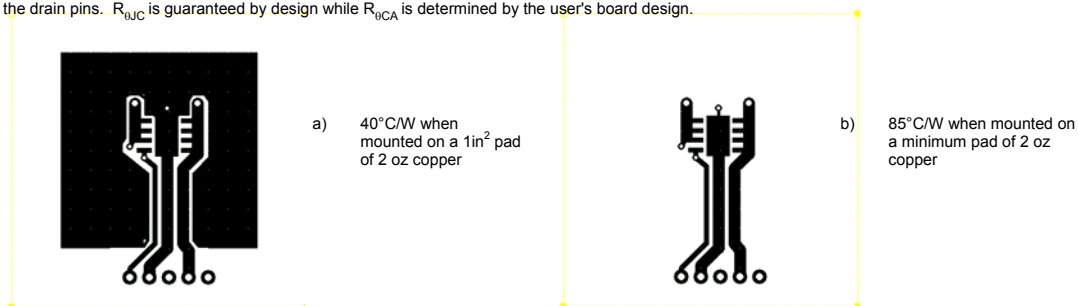 the drain pins. RθJC is guaranteed by design while RθCA is determined by the user's board design.
a) 40°C/W when
mounted on a 1in² pad
of 2 oz copper
b) 85°C/W when mounted on
a minimum pad of 2 oz
copper